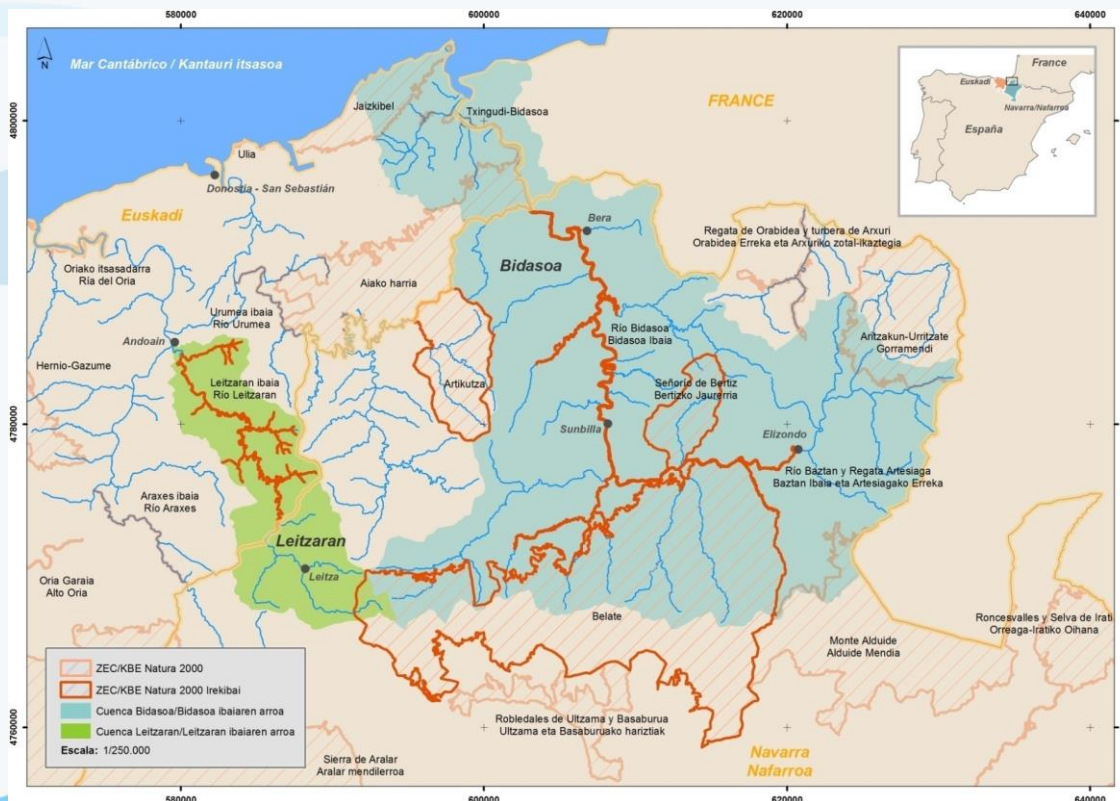 580000
600000
620000
640000
N
Mar Cantábrico / Kantauri itsasoa
FRANCE
Euskadi
France
Navarra/Nafarroa
España
4800000
Jaizkibel
Txingudi-Bidasoa
Ulia
Donostia - San Sebastián
Euskadi
Bera
Regata de Orabidea y turbera de Arxuri
Orabidea Erreka eta Arxuriko zotal-ikaztegia
Bidasoa
Oriako itsasadarra
Ría del Oria
Aiako harria
Urumea ibaia
Río Urumea
Río Bidasoa
Bidasoa Ibaia
Andoain
Aritzakun-Urritzate
Gorramendi
Hernio-Gazume
Leitzaran ibaia
Río Leitzaran
Artikutza
Señorío de Bertiz
Bertizko Jaurerria
4780000
Sunbilla
Elizondo
Río Baztan y Regata Artesiaga
Baztan Ibaia eta Artesiagako Erreka
Araxes ibaia
Río Araxes
Leitzaran
Leitza
Oria Garaia
Alto Oria
Belate
Roncesvalles y Selva de Irati
Orreaga-Iratiko Oihana
Monte Alduide
Alduide Mendia
ZEC/KBE Natura 2000
ZEC/KBE Natura 2000 Irekibai
Cuenca Bidasoa/Bidasoa ibaiaren arroa
Cuenca Leitzaran/Leitzaran ibaiaren arroa
Escala: 1/250.000
4760000
Robledales de Ultzama y Basaburua
Ultzama eta Basaburuako hariztiak
Sierra de Aralar
Aralar mendilerroa
Navarra
Nafarroa
580000
600000
620000
640000